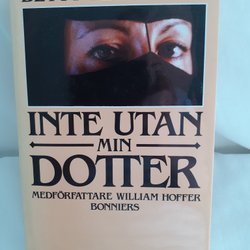 INTE UTAN
MIN
DOTTER
MEDFÖRFATTARE WILLIAM HOFFER
BONNIERS